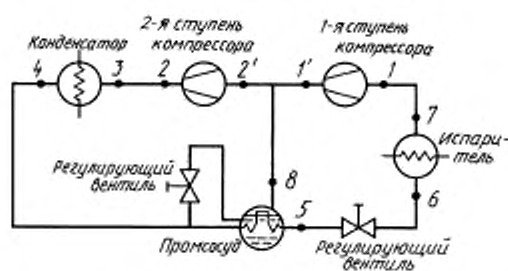 2-я ступень
компрессора
1-я ступень
компрессора
Конденсатор
4
3
2
2'
1'
1
7
Испари-
тель
Регулирующий
вентиль
8
6
5
Промсосуд
Регулирующий
вентиль